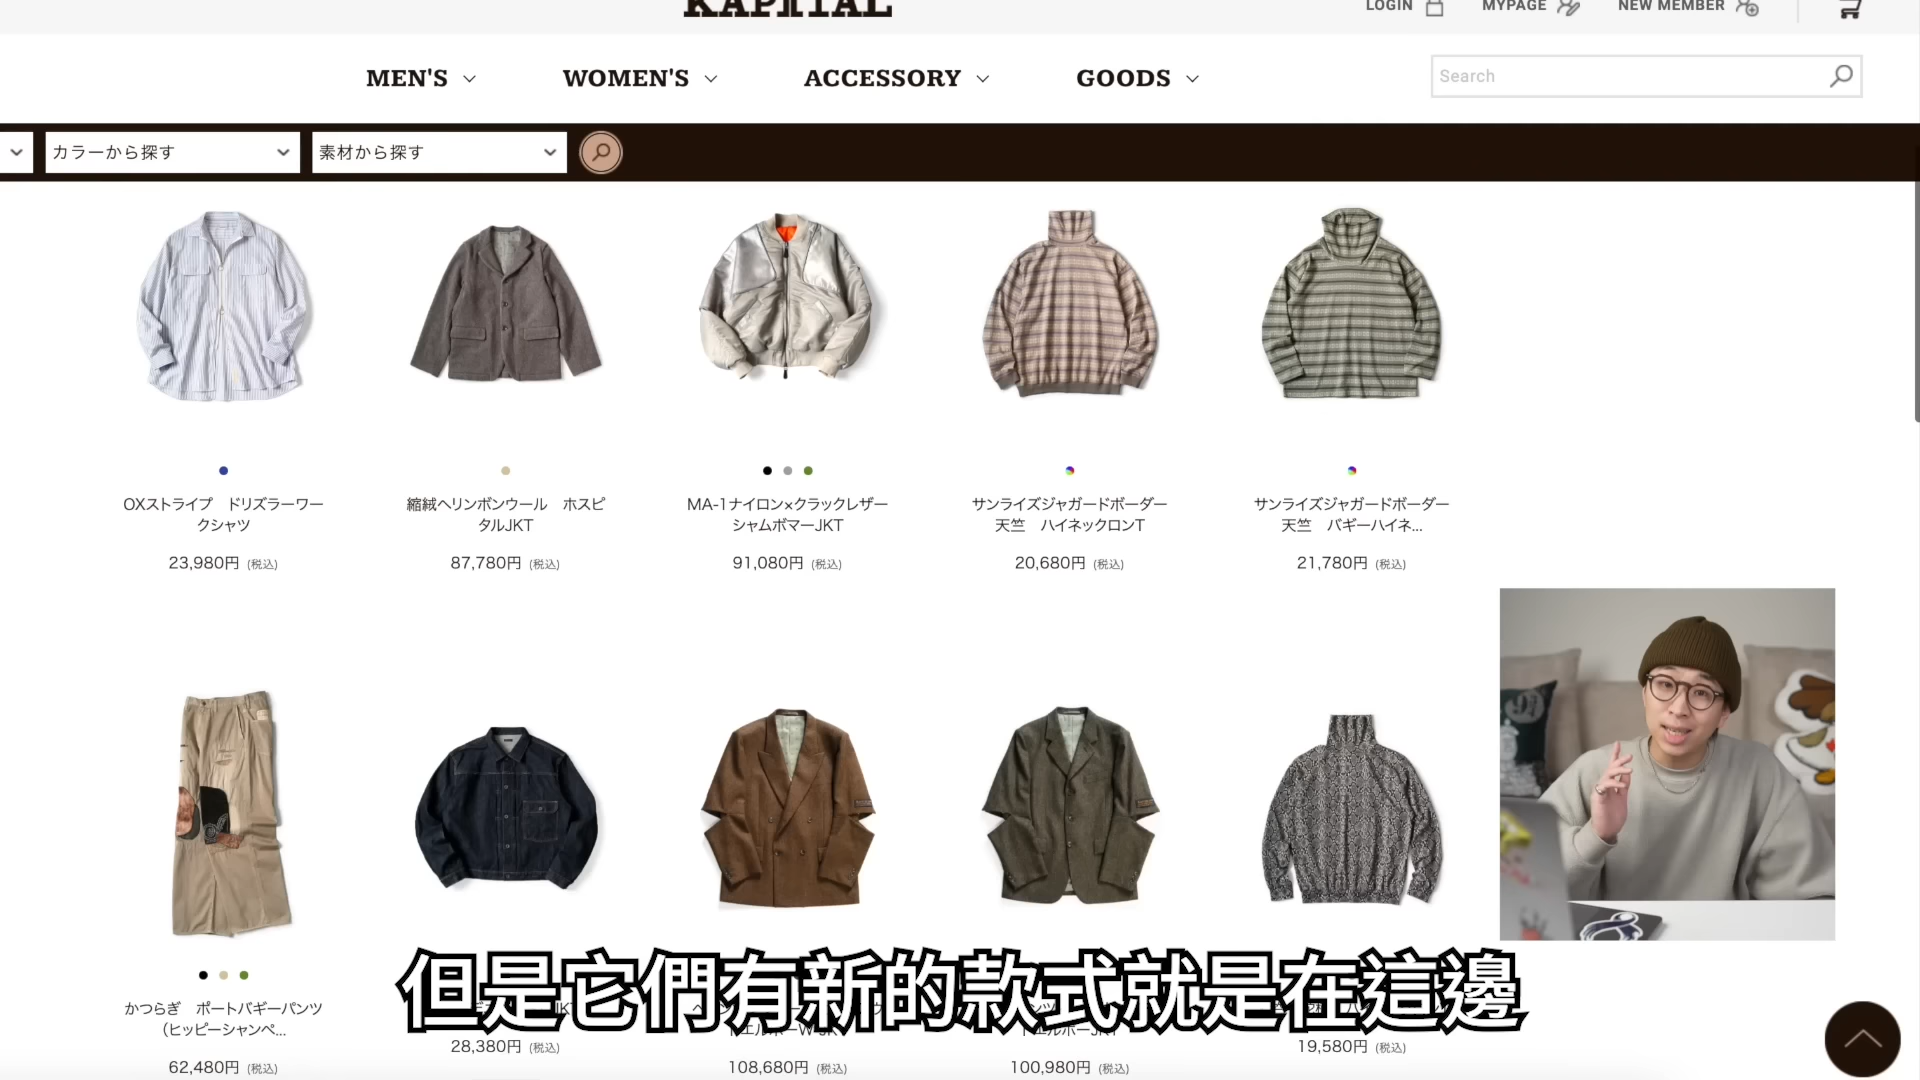 KAPITAL
LOGIN
MYPAGE
NEW MEMBER
MEN'S
WOMEN'S
ACCESSORY
GOODS
Search
カラーから探す
素材から探す
OXストライプ ドリズラーワー
クシャツ
23,980円 (税込)
縮絨ヘリンボンウール ホスピ
タルJKT
87,780円 (税込)
MA-1ナイロン×クラックレザー
シャムボマーJKT
91,080円 (税込)
サンライズジャガードボーダー
天竺 ハイネックロンT
20,680円 (税込)
サンライズジャガードボーダー
天竺 バギーハイネ...
21,780円 (税込)
かつらぎ ポートバギーパンツ
（ヒッピーシャンペ...
62,480円 (税込)
28,380円 (税込)
108,680円 (税込)
100,980円 (税込)
19,580円 (税込)
但是它們有新的款式就是在這邊